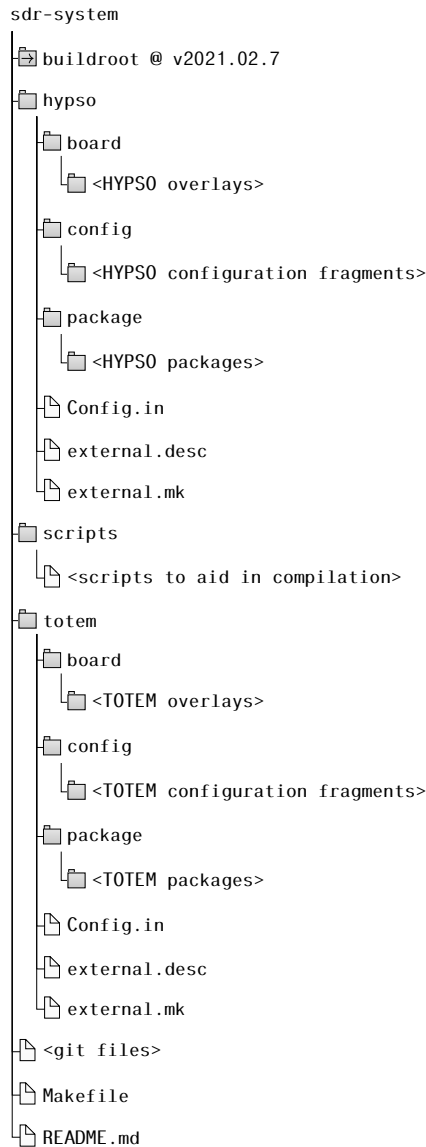 sdr-system
buildroot @ v2021.02.7
hypso
board
<HYPSO overlays>
config
<HYPSO configuration fragments>
package
<HYPSO packages>
Config.in
external.desc
external.mk
scripts
<scripts to aid in compilation>
totem
board
<TOTEM overlays>
config
<TOTEM configuration fragments>
package
<TOTEM packages>
Config.in
external.desc
external.mk
<git files>
Makefile
README.md